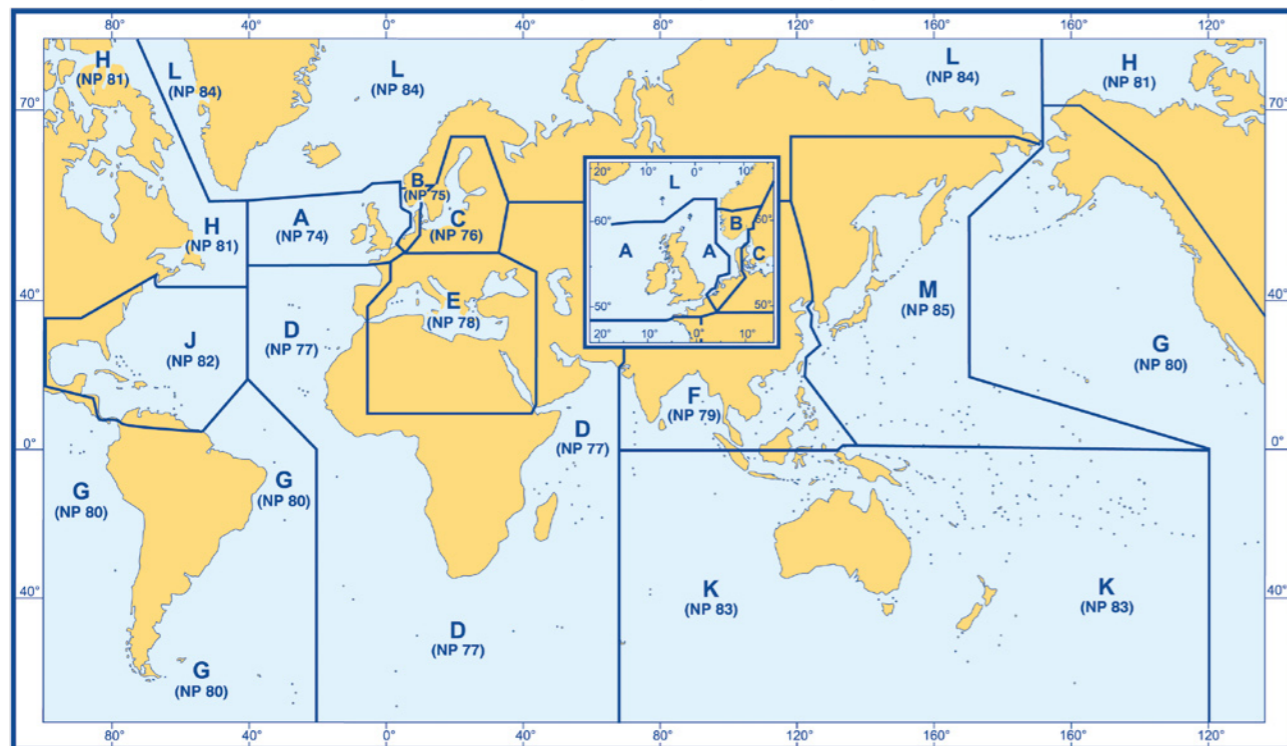 80° 40° 0° 40° 80° 120° 160° 160° 120°
H
(NP 81)
L
(NP 84)
L
(NP 84)
L
(NP 84)
H
(NP 81)
70° 70°
B
(NP 75)
A
(NP 74)
C
(NP 76)
H
(NP 81)
20° 10° 0° 10°
L
60° 60°
B
A A C
50° 50°
20° 10° 0° 10°
40° 40°
E
(NP 78)
M
(NP 85)
J
(NP 82)
D
(NP 77)
G
(NP 80)
F
(NP 79)
D
(NP 77)
0° 0°
G
(NP 80)
G
(NP 80)
40° 40°
K
(NP 83)
K
(NP 83)
D
(NP 77)
G
(NP 80)
80° 40° 0° 40° 80° 120° 160° 160° 120°